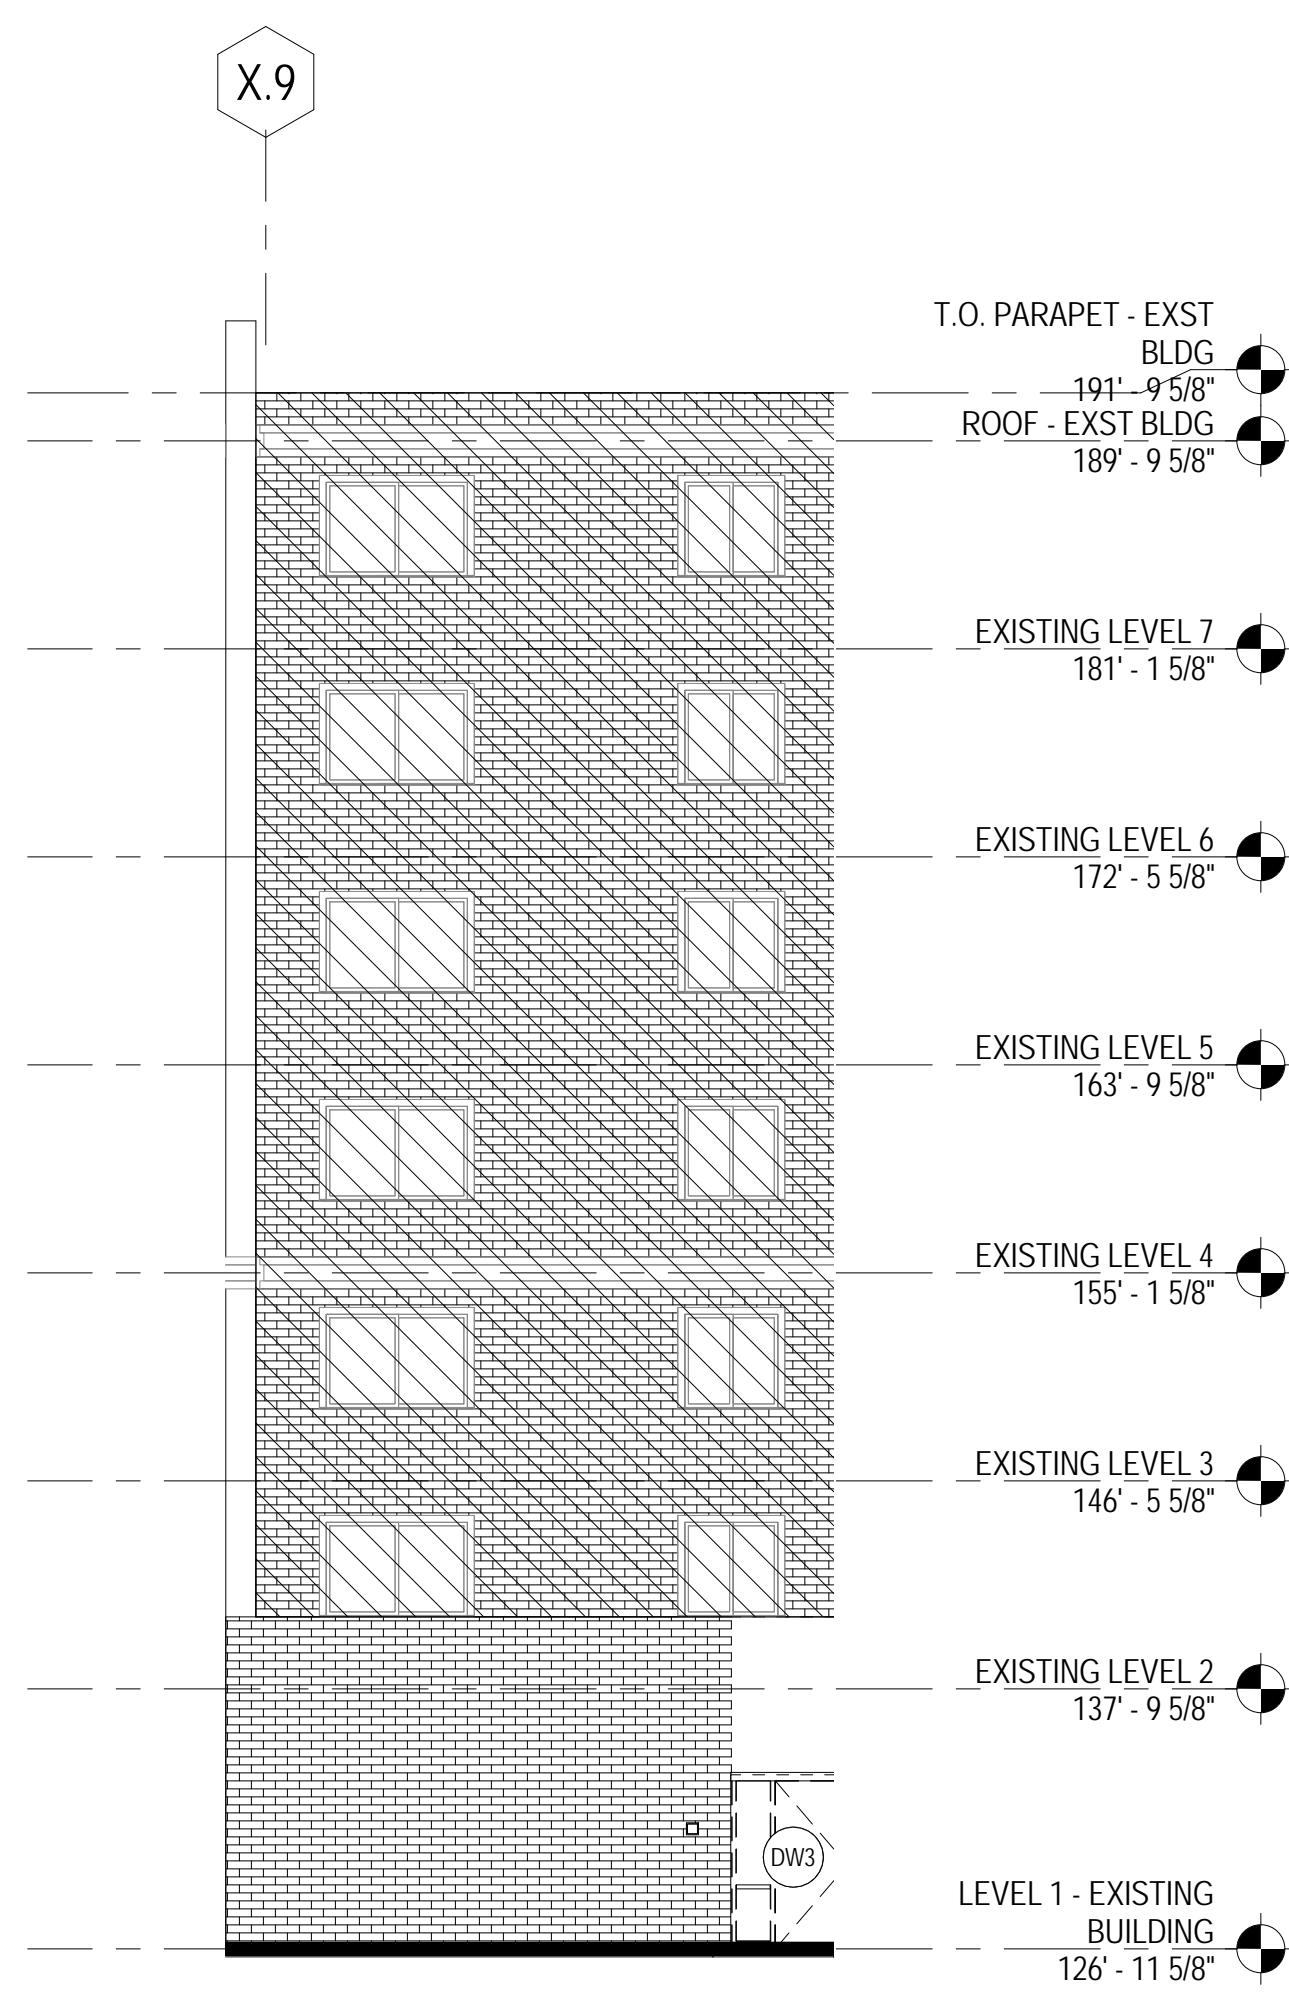 X.9
T.O. PARAPET - EXST
BLDG
191' - 9 5/8"
ROOF - EXST BLDG
189' - 9 5/8"
EXISTING LEVEL 7
181' - 1 5/8"
EXISTING LEVEL 6
172' - 5 5/8"
EXISTING LEVEL 5
163' - 9 5/8"
EXISTING LEVEL 4
155' - 1 5/8"
EXISTING LEVEL 3
146' - 5 5/8"
EXISTING LEVEL 2
137' - 9 5/8"
DW3
LEVEL 1 - EXISTING
BUILDING
126' - 11 5/8"